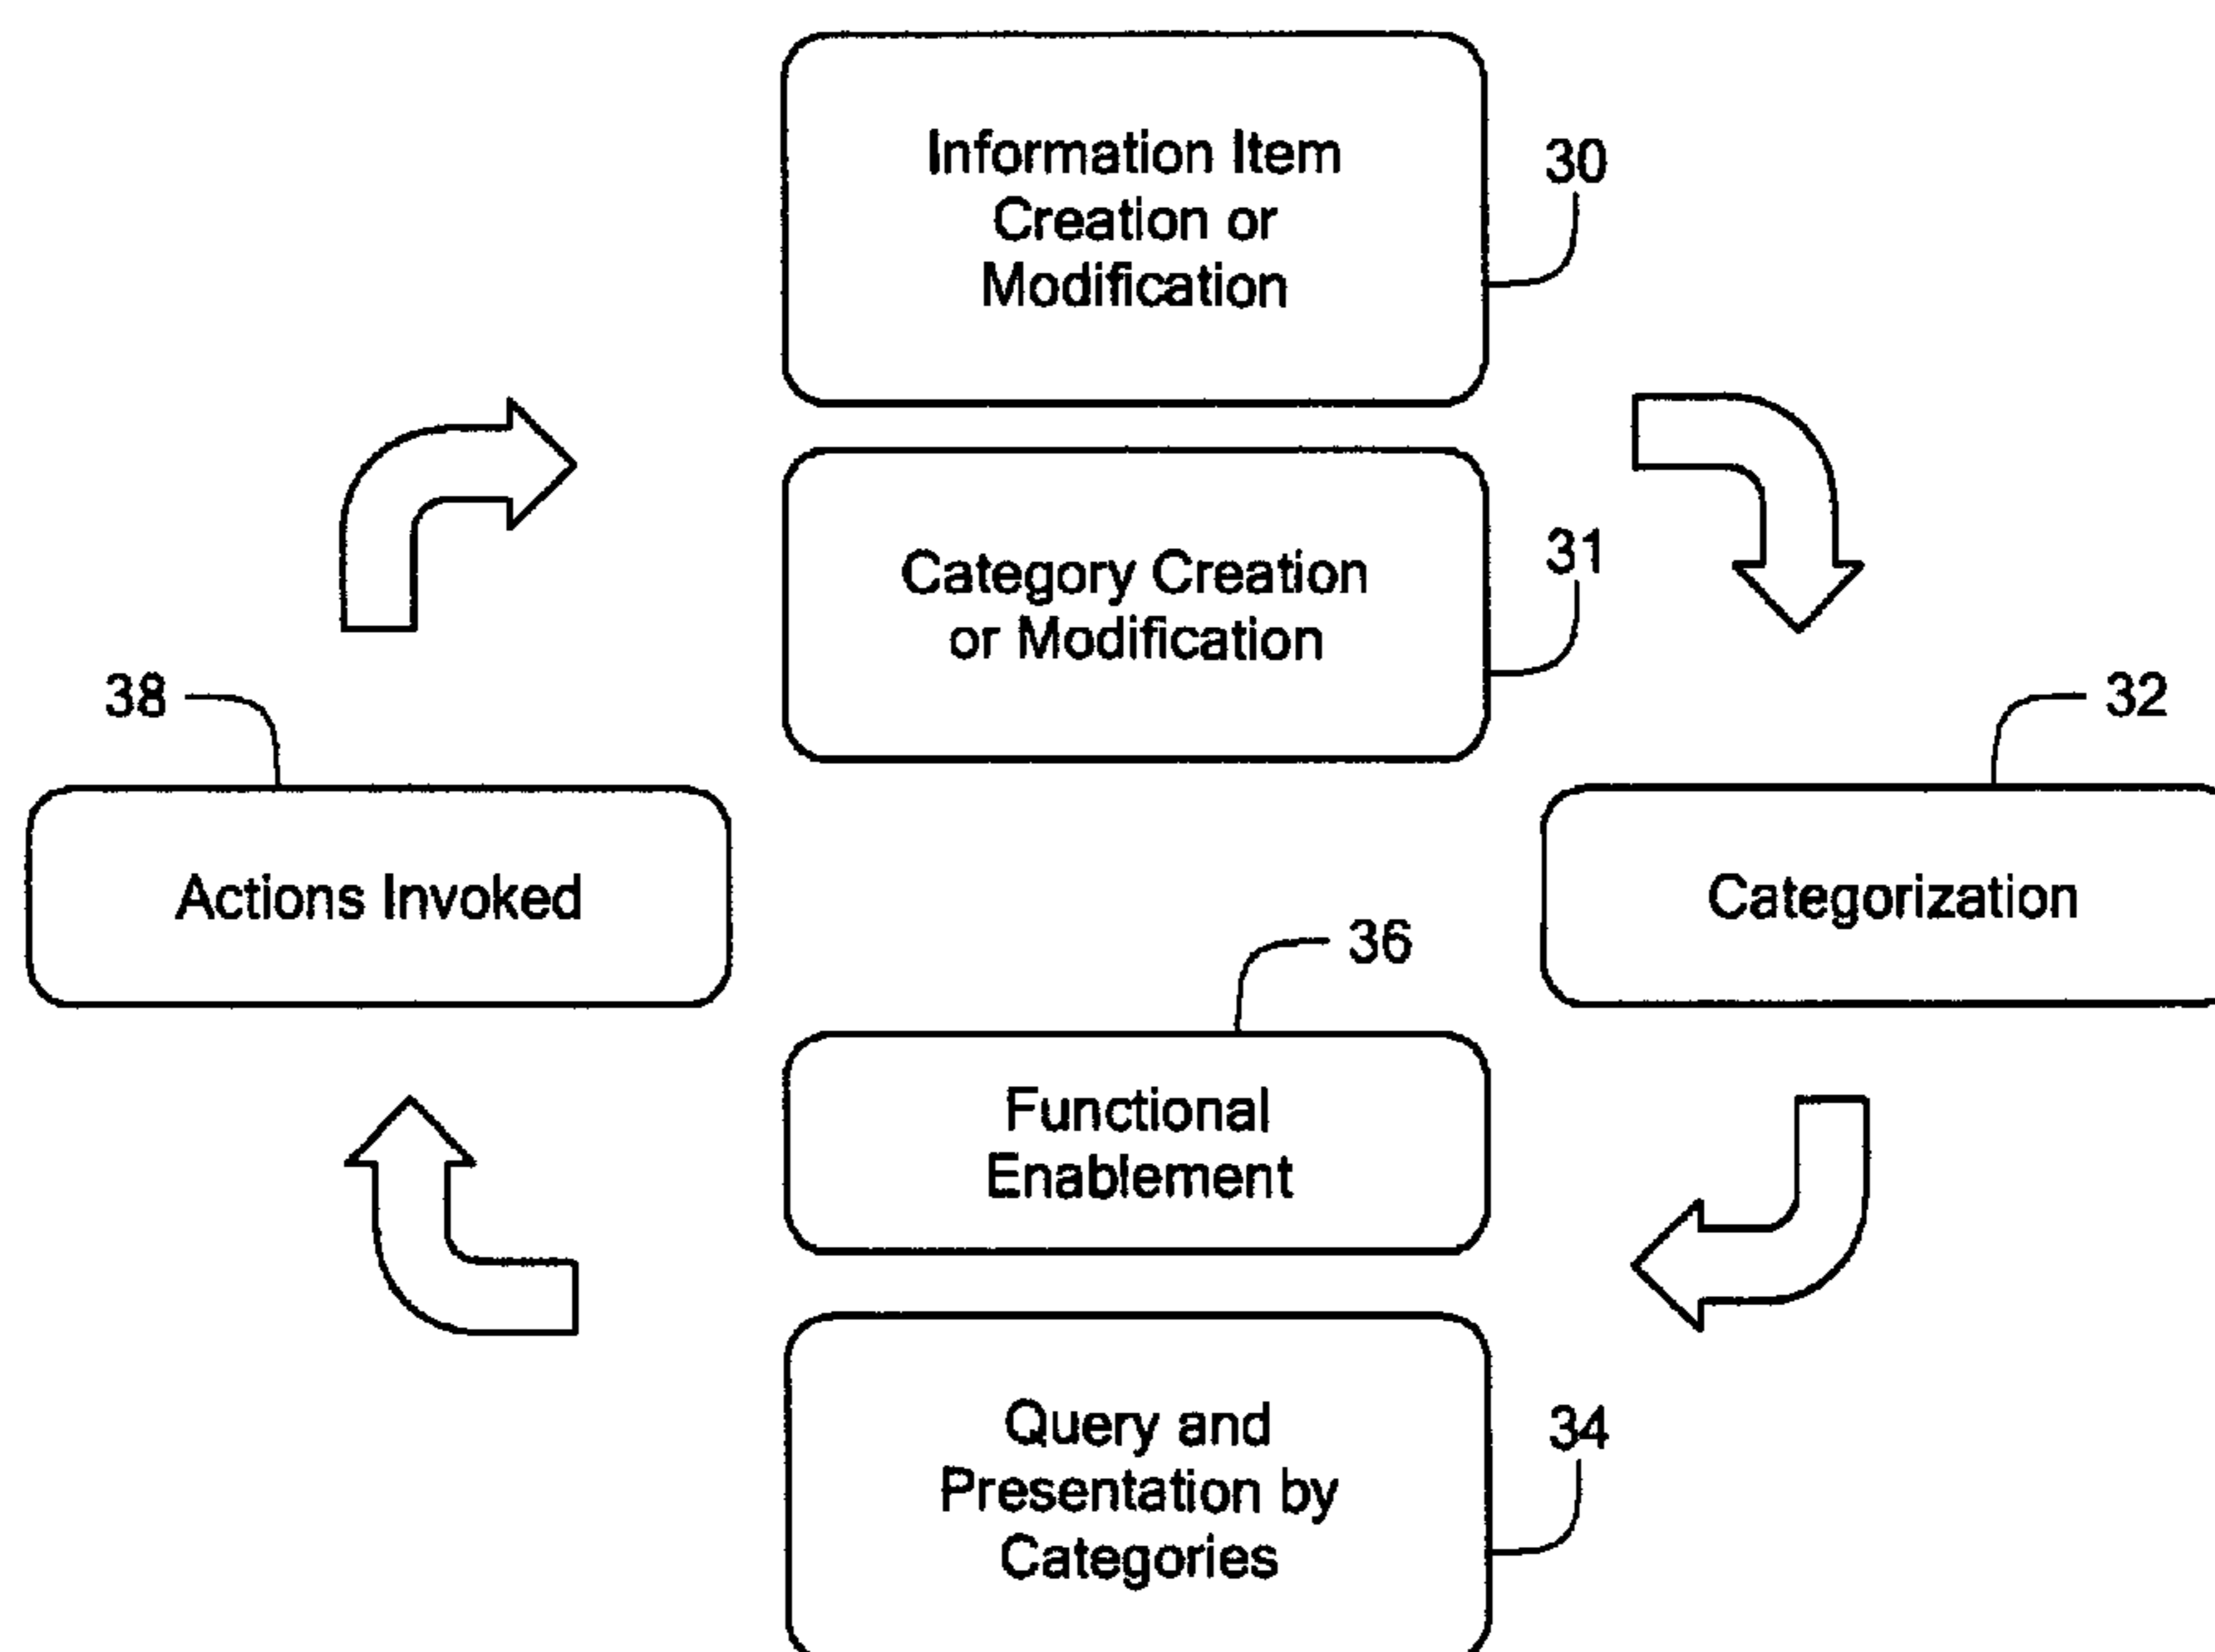 Information Item
Creation or
Modification
30
Category Creation
or Modification
31
38
32
Actions Invoked
Categorization
36
Functional
Enablement
Query and
Presentation by
Categories
34